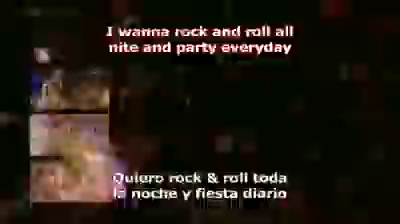 I wanna rock and roll all
nite and party everyday
Quiero rock & roll toda
la noche y fiesta diario